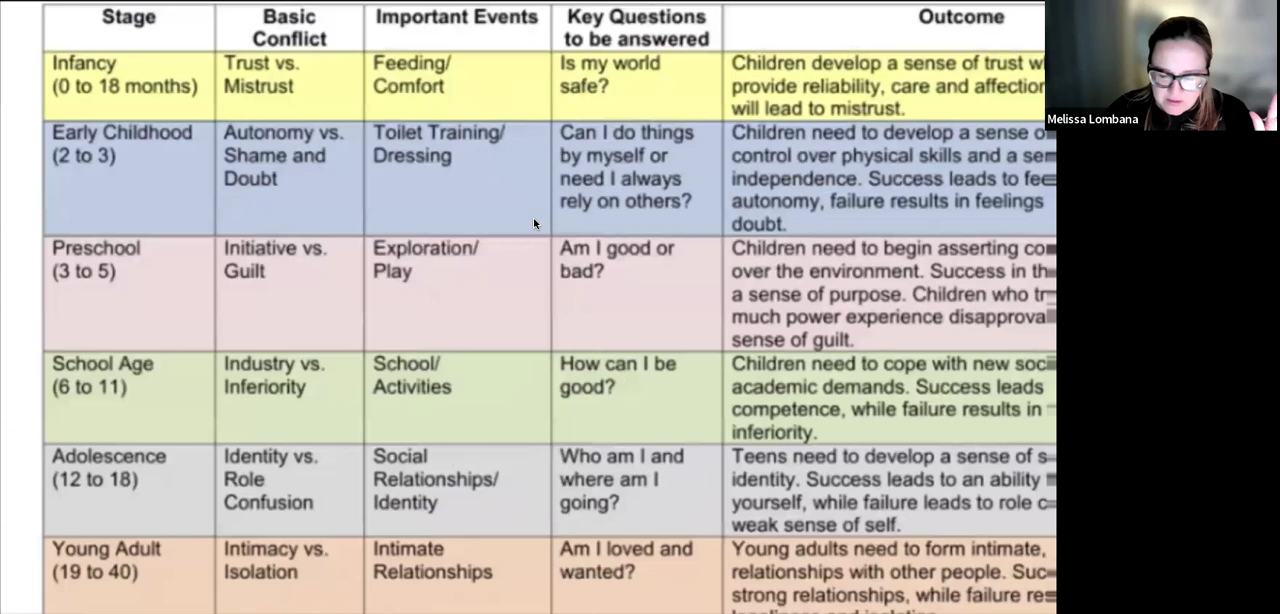 Stage
Basic
Conflict
Important Events
Key Questions
to be answered
Outcome
Infancy
(0 to 18 months)
Trust vs.
Mistrust
Feeding/
Comfort
Is my world
safe?
Children develop a sense of trust
provide reliability, care and affection
will lead to mistrust.
Early Childhood
(2 to 3)
Autonomy vs.
Shame and
Doubt
Toilet Training/
Dressing
Can I do things
by myself or
need I always
rely on others?
Children need to develop a sense
control over physical skills and a
independence. Success leads to
autonomy, failure results in feelings
doubt.
Preschool
(3 to 5)
Initiative vs.
Guilt
Exploration/
Play
Am I good or
bad?
Children need to begin asserting
over the environment. Success in
a sense of purpose. Children who
much power experience disapproval
sense of guilt.
School Age
(6 to 11)
Industry vs.
Inferiority
School/
Activities
How can I be
good?
Children need to cope with new
academic demands. Success leads
competence, while failure results in
inferiority.
Adolescence
(12 to 18)
Identity vs.
Role
Confusion
Social
Relationships/
Identity
Who am I and
where am I
going?
Teens need to develop a sense of
identity. Success leads to an ability
yourself, while failure leads to role
weak sense of self.
Young Adult
(19 to 40)
Intimacy vs.
Isolation
Intimate
Relationships
Am I loved and
wanted?
Young adults need to form intimate,
relationships with other people.
strong relationships, while failure
Melissa Lombana